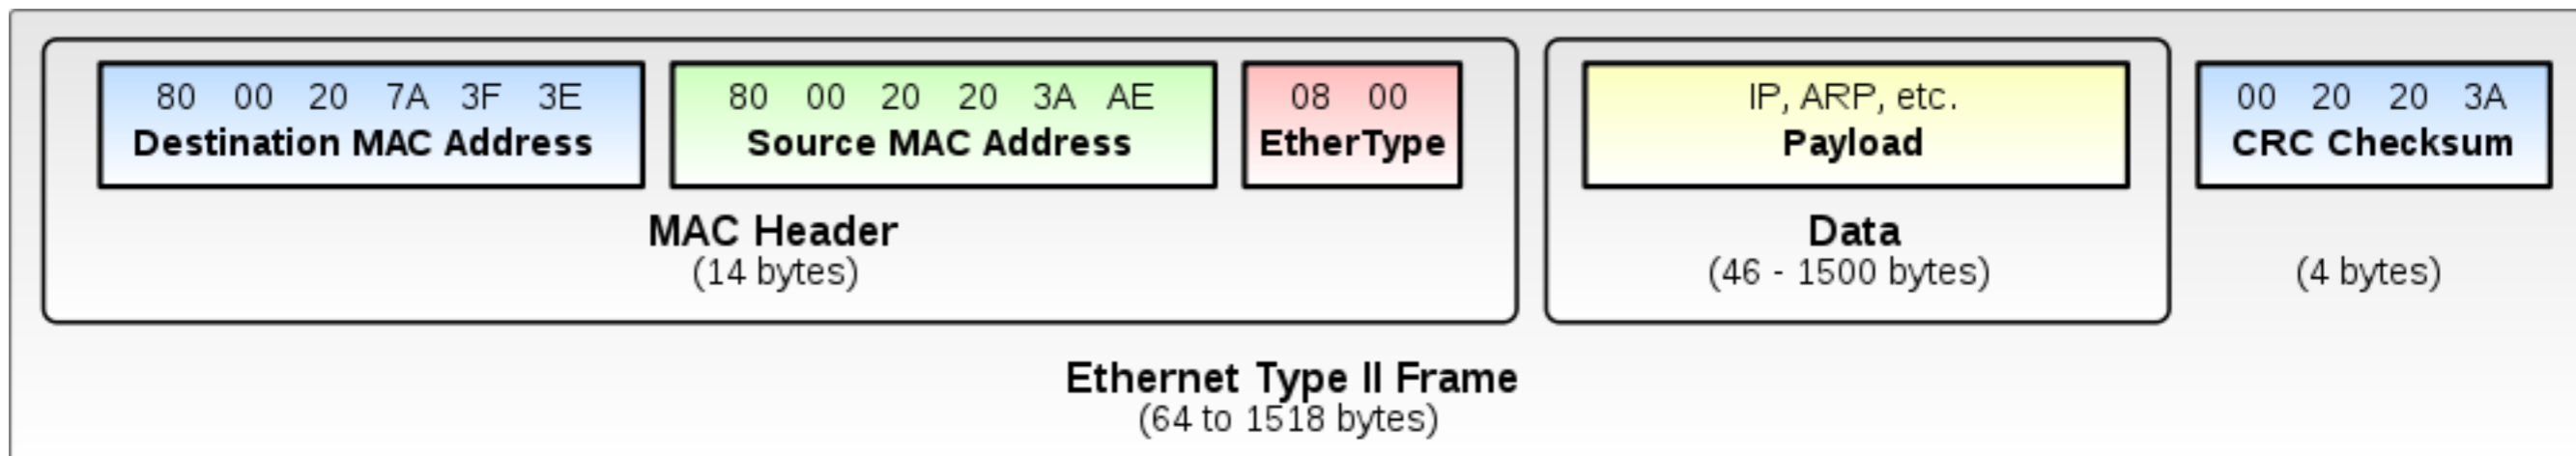 80 00 20 7A 3F 3E
Destination MAC Address
80 00 20 20 3A AE
Source MAC Address
08 00
EtherType
MAC Header
(14 bytes)
IP, ARP, etc.
Payload
Data
(46 - 1500 bytes)
00 20 20 3A
CRC Checksum
(4 bytes)
Ethernet Type II Frame
(64 to 1518 bytes)